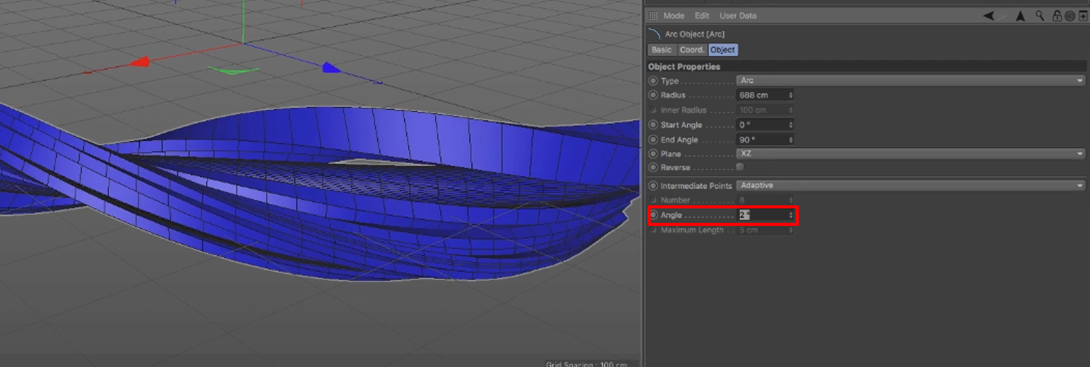 Mode Edit User Data
Arc Object [Arc]
Basic Coord. Object
Object Properties
Type Arc
Radius 688 cm
Inner Radius 100 cm
Start Angle 0 °
End Angle 90 °
Plane XZ
Reverse
Intermediate Points Adaptive
Number 8
Angle 2 °
Maximum Length 5 cm
Grid Spacing : 100 cm